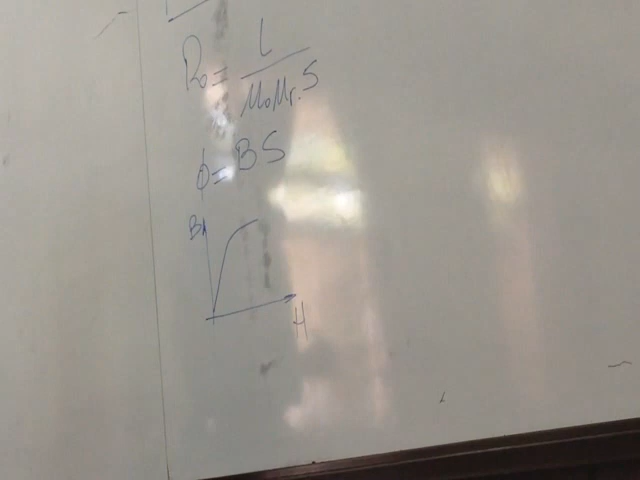 R₀ = l / μ₀μr.S
ϕ = BS
B
H